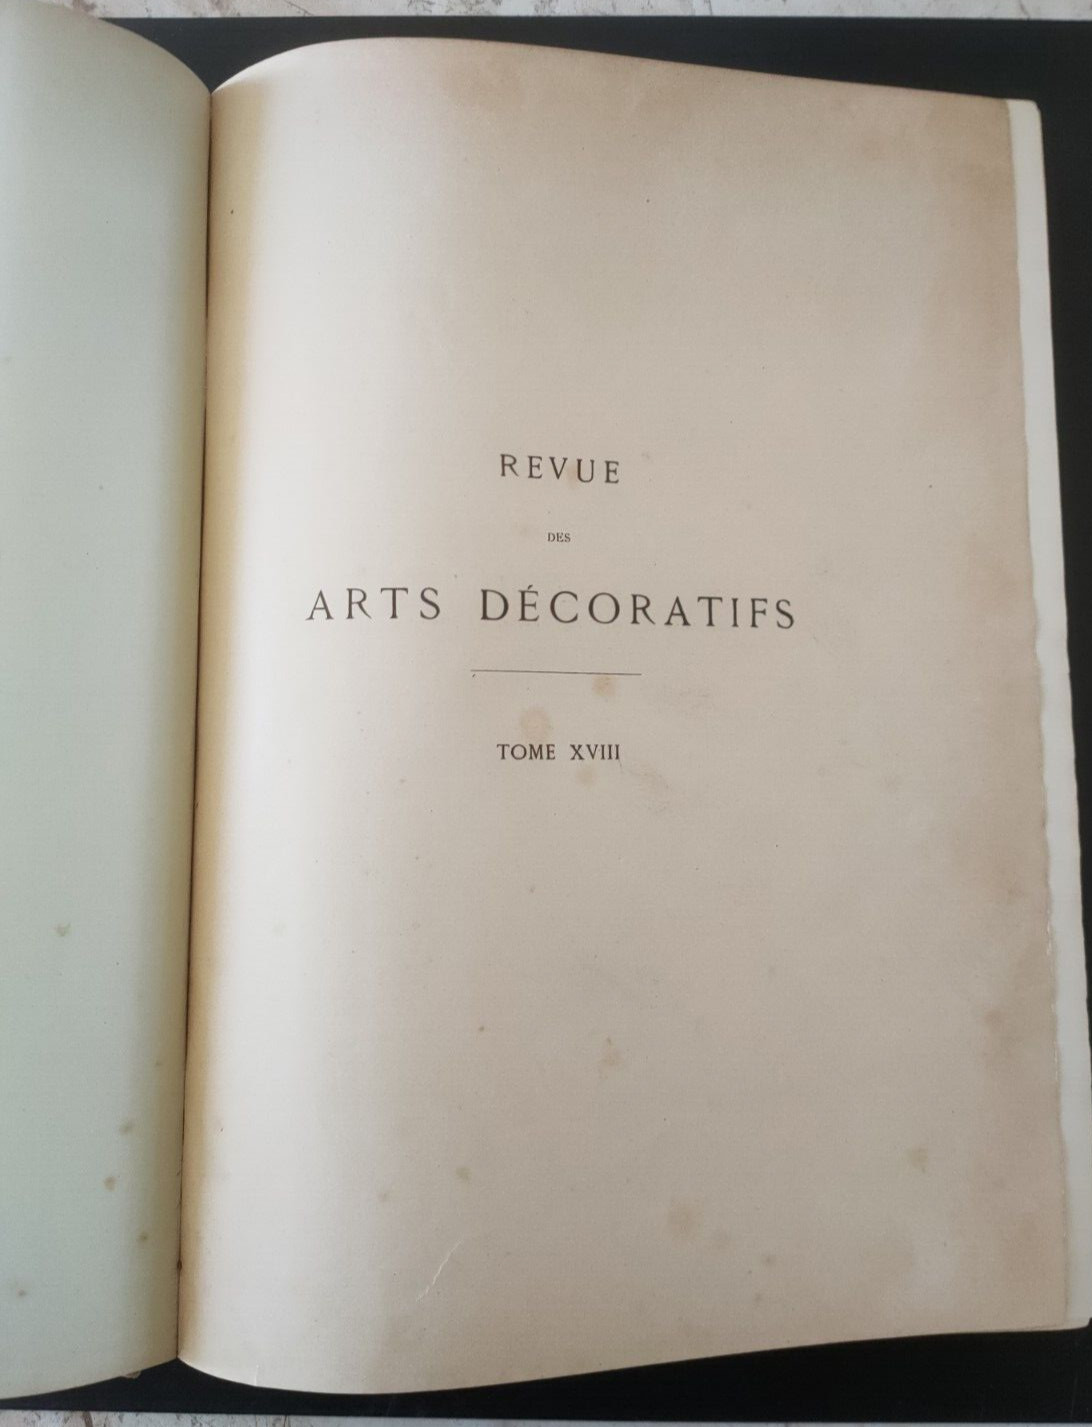 REVUE
DES
ARTS DÉCORATIFS
TOME XVIII